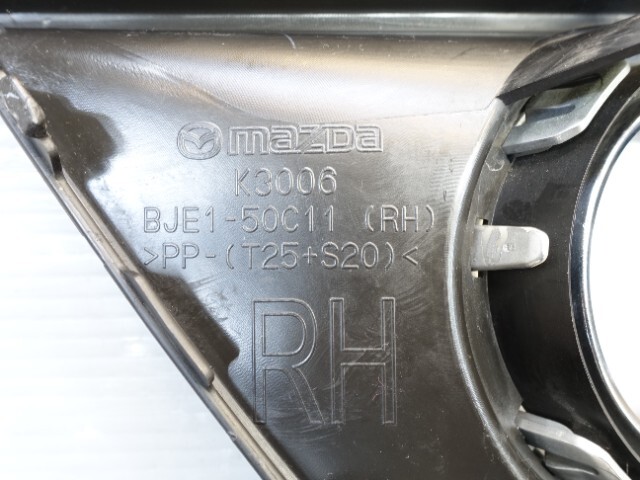 mazda
K3006
BJE1-50C11 (RH)
>PP-(T25+S20)<
RH